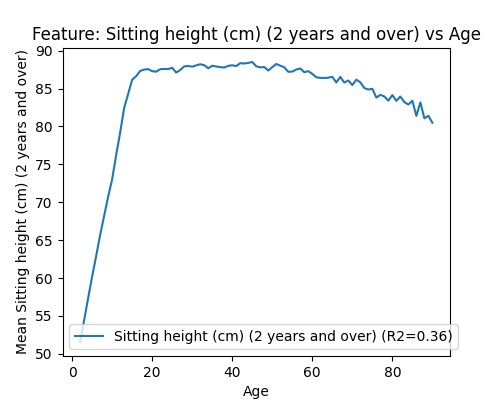 Feature: Sitting height (cm) (2 years and over) vs Age
Mean Sitting height (cm) (2 years and over)
90
85
80
75
70
65
60
55
50
Sitting height (cm) (2 years and over) (R2=0.36)
0 20 40 60 80
Age